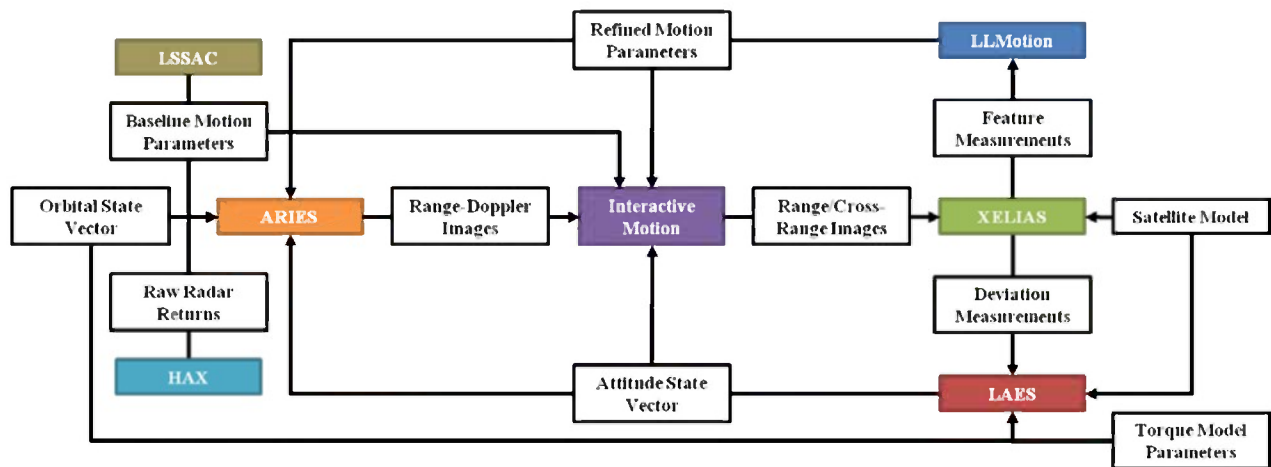 Refined Motion
Parameters
LLMotion
LSSAC
Baseline Motion
Parameters
Feature
Measurements
Orbital State
Vector
ARIES
Range-Doppler
Images
Interactive
Motion
Range/Cross-
Range Images
XELIAS
Satellite Model
Raw Radar
Returns
Deviation
Measurements
HAX
Attitude State
Vector
LAES
Torque Model
Parameters